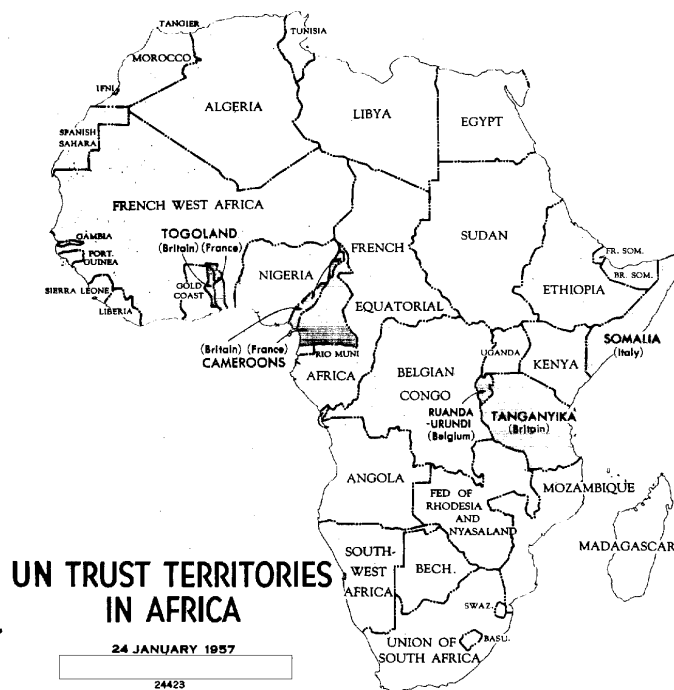 TANGIER
TUNISIA
MOROCCO
IFNI
ALGERIA
LIBYA
EGYPT
SPANISH
SAHARA
FRENCH WEST AFRICA
TOGOLAND
(Britain) (France)
GAMBIA
PORT.
GUINEA
SIERRA LEONE
LIBERIA
GOLD
COAST
NIGERIA
FRENCH
EQUATORIAL
AFRICA
SUDAN
FR. SOM.
BR. SOM.
ETHIOPIA
(Britain) (France)
CAMEROONS
RIO MUNI
BELGIAN
CONGO
UGANDA
KENYA
SOMALIA
(Italy)
RUANDA
-URUNDI
(Belgium)
TANGANYIKA
(Britain)
ANGOLA
FED OF
RHODESIA
AND
NYASALAND
MOZAMBIQUE
MADAGASCAR
SOUTH-
WEST
AFRICA
BECH.
SWAZ.
BASU.
UNION OF
SOUTH AFRICA
UN TRUST TERRITORIES
IN AFRICA
24 JANUARY 1957
24423